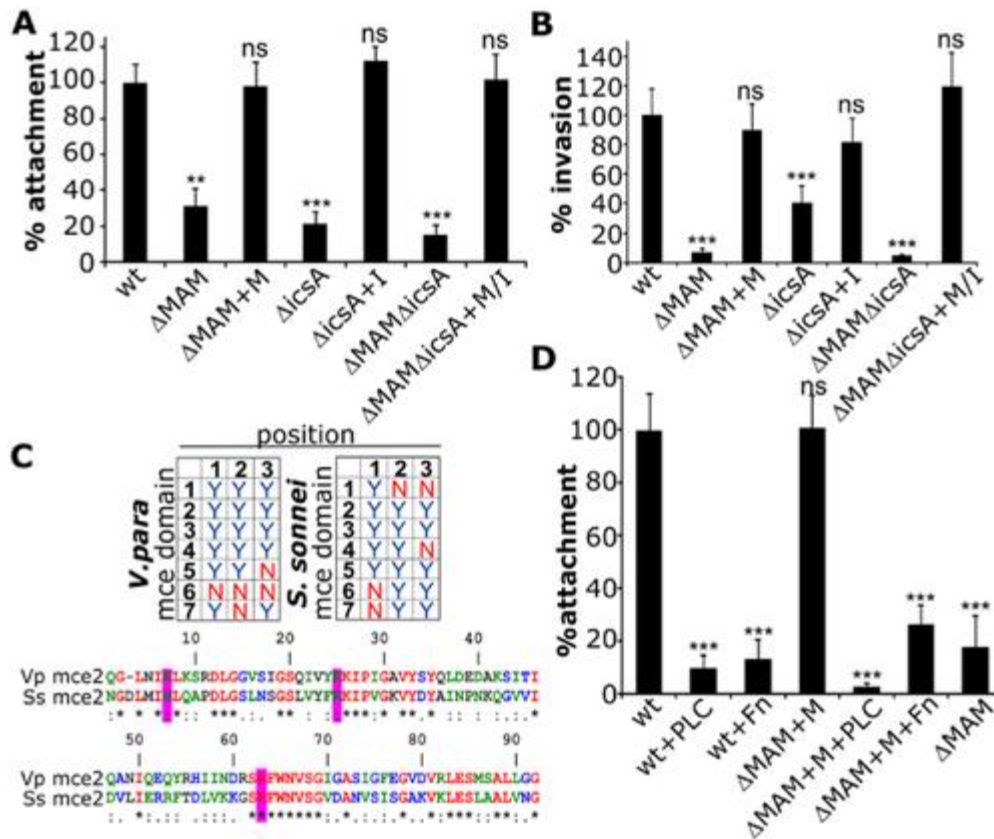 A
% attachment
120
100
80
60
40
20
0
ns
ns
ns
**
***
***
wt
ΔMAM
ΔMAM+M
ΔicsA
ΔicsA+I
ΔMAMΔicsA
ΔMAMΔicsA+M/I
B
% invasion
140
120
100
80
60
40
20
0
***
ns
***
ns
***
ns
wt
ΔMAM
ΔMAM+M
ΔicsA
ΔicsA+I
ΔMAMΔicsA
ΔMAMΔicsA+M/I
C
position
V.para
mce domain
1 2 3
1 Y Y Y
2 Y Y Y
3 Y Y Y
4 Y Y Y
5 Y Y N
6 N N N
7 Y N Y
S. sonnei
mce domain
1 2 3
1 Y N N
2 Y Y Y
3 Y Y Y
4 Y Y N
5 Y Y Y
6 N Y Y
7 N Y Y
10 20 30 40
Vp mce2
Ss mce2
50 60 70 80 90
Vp mce2 QANIQEQYRHIINDRS FWNVSGIGASIGFEGVDVRLESMSALLGG
Ss mce2 DVLIERRFTDLVKKGS FWNVSGVDANVSISGAKVKLESLAALVNG
D
%attachment
120
100
80
60
40
20
0
***
***
ns
***
***
***
wt
wt+PLC
wt+Fn
ΔMAM+M
ΔMAM+M+PLC
ΔMAM+M+Fn
ΔMAM